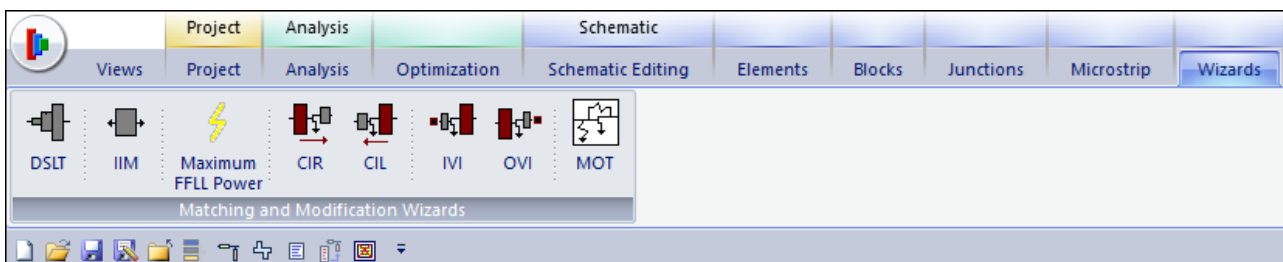 Project Analysis Schematic
Views Project Analysis Optimization Schematic Editing Elements Blocks Junctions Microstrip Wizards
DSLT IIM Maximum CIR CIL IVI OVI MOT
FFLL Power
Matching and Modification Wizards